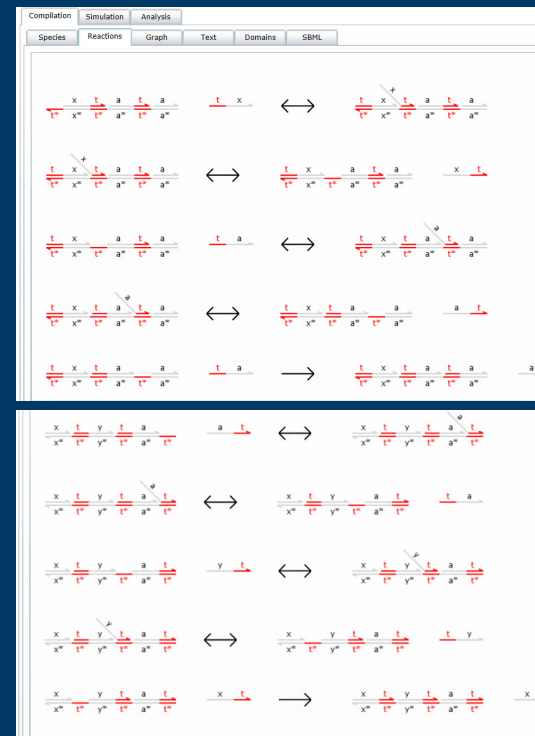 Compilation Simulation Analysis
Species Reactions Graph Text Domains SBML
x t a a t x x t x t a t a
t* x* t* a* t* a* t* x* t* a* t* a*
t x x t a t a t x a t a x t
t* x* t* a* t* a* t* x* t* a* t* a*
t x a t a t a t x t a a t a
t* x* t* a* t* a* t* x* t* a* t* a*
t x t a a t a t x t a a a t
t* x* t* a* t* a* t* x* t* a* t* a*
t x t a a t a t x t a t a a
t* x* t* a* t* a* t* x* t* a* t* a*
x t y t a a t x t y t a a t
x* t* y* t* a* t* x* t* y* t* a* t*
x t y t a a t x t y a t t a
x* t* y* t* a* t* x* t* y* t* a* t*
x t y a t y t x t y y t a t
x* t* y* t* a* t* x* t* y* t* a* t*
x t y y t a t x y t a t t y
x* t* y* t* a* t* x* t* y* t* a* t*
x y t a t x t x t y t a t x
x* t* y* t* a* t* x* t* y* t* a* t*